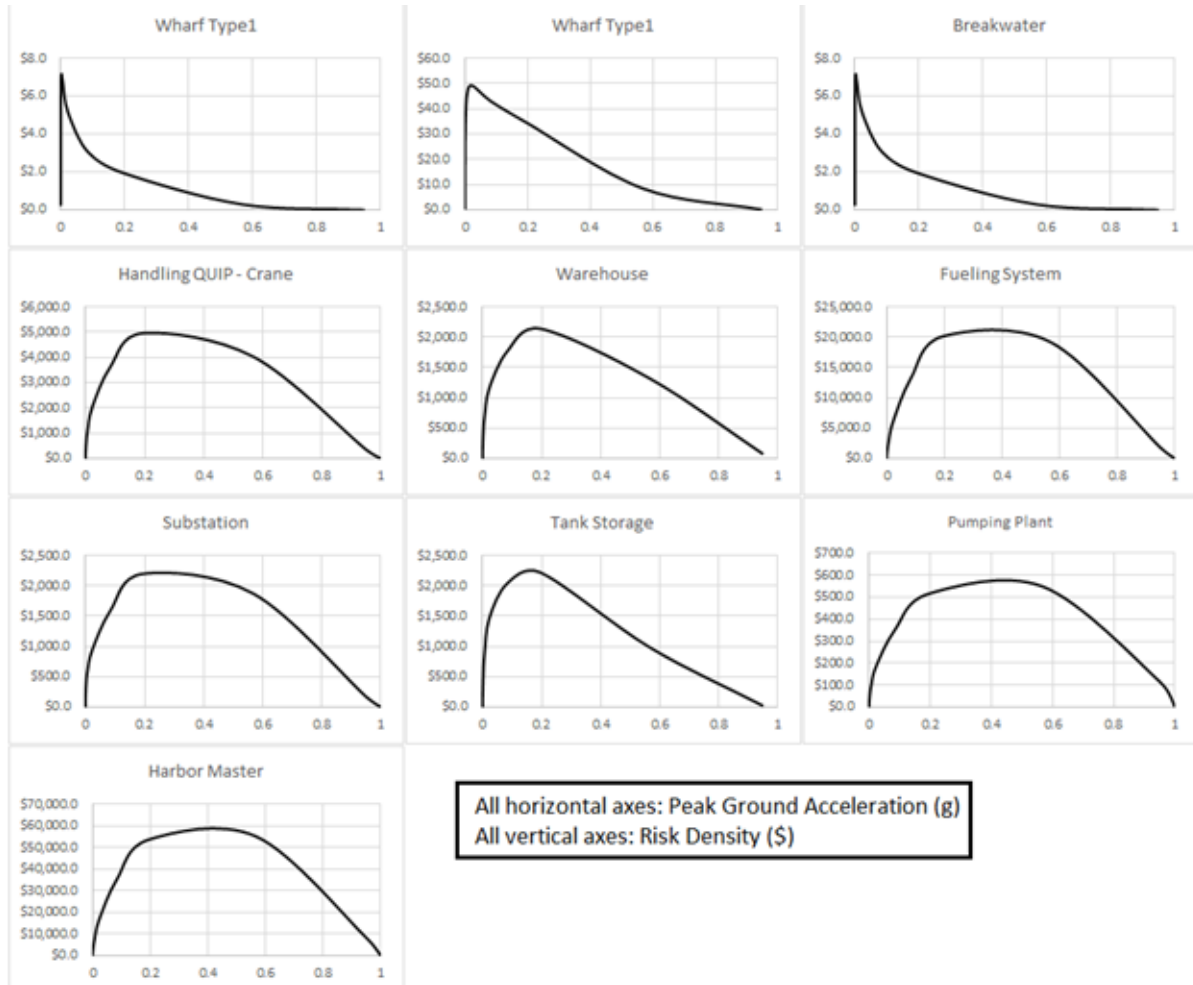 Wharf Type1
$8.0
$6.0
$4.0
$2.0
$0.0
0 0.2 0.4 0.6 0.8 1
Wharf Type1
$60.0
$50.0
$40.0
$30.0
$20.0
$10.0
$0.0
0 0.2 0.4 0.6 0.8 1
Breakwater
$8.0
$6.0
$4.0
$2.0
$0.0
0 0.2 0.4 0.6 0.8 1
Handling QUIP - Crane
$6,000.0
$5,000.0
$4,000.0
$3,000.0
$2,000.0
$1,000.0
$0.0
0 0.2 0.4 0.6 0.8 1
Warehouse
$2,500.0
$2,000.0
$1,500.0
$1,000.0
$500.0
$0.0
0 0.2 0.4 0.6 0.8 1
Fueling System
$25,000.0
$20,000.0
$15,000.0
$10,000.0
$5,000.0
$0.0
0 0.2 0.4 0.6 0.8 1
Substation
$2,500.0
$2,000.0
$1,500.0
$1,000.0
$500.0
$0.0
0 0.2 0.4 0.6 0.8 1
Tank Storage
$2,500.0
$2,000.0
$1,500.0
$1,000.0
$500.0
$0.0
0 0.2 0.4 0.6 0.8 1
Pumping Plant
$700.0
$600.0
$500.0
$400.0
$300.0
$200.0
$100.0
$0.0
0 0.2 0.4 0.6 0.8 1
Harbor Master
$70,000.0
$60,000.0
$50,000.0
$40,000.0
$30,000.0
$20,000.0
$10,000.0
$0.0
0 0.2 0.4 0.6 0.8 1
All horizontal axes: Peak Ground Acceleration (g)
All vertical axes: Risk Density ($)